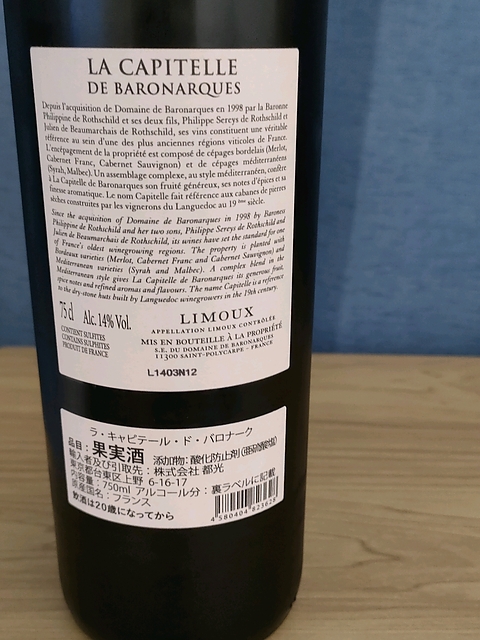 LA CAPITELLE
DE BARONARQUES
Depuis l'acquisition de Domaine de Baronarques en 1998 par la Baronne
Philippine de Rothschild et ses deux fils, Philippe Sereys de Rothschild et
Julien de Beaumarchais de Rothschild, ses vins constituent une véritable
référence au sein d'une des plus anciennes régions viticoles de France.
L'encépagement de la propriété est composé de cépages bordelais (Merlot,
Cabernet Franc, Cabernet Sauvignon) et de cépages méditerranéens
(Syrah, Malbec). Un assemblage complexe, au style méditerranéen, confère
à La Capitelle de Baronarques son fruité généreux, ses notes d'épices et sa
finesse aromatique. Le nom Capitelle fait référence aux cabanes de pierres
sèches construites par les vignerons du Languedoc au 19 ème siècle.
Since the acquisition of Domaine de Baronarques in 1998 by Baroness
Philippine de Rothschild and her two sons, Philippe Sereys de Rothschild and
Julien de Beaumarchais de Rothschild, its wines have set the standard for one
of France's oldest winegrowing regions. The property is planted with
Bordeaux varieties (Merlot, Cabernet Franc and Cabernet Sauvignon) and
Mediterranean varieties (Syrah and Malbec). A complex blend in the
Mediterranean style gives La Capitelle de Baronarques its generous fruit,
spice notes and refined aromas and flavours. The name Capitelle is a reference
to the dry-stone huts built by Languedoc winegrowers in the 19th century.
75 cl Alc. 14% Vol.
CONTIENT SULFITES
CONTAINS SULPHITES
PRODUIT DE FRANCE
LIMOUX
APPELLATION LIMOUX CONTRÔLÉE
MIS EN BOUTEILLE À LA PROPRIÉTÉ
S.E. DU DOMAINE DE BARONARQUES
11300 SAINT-POLYCARPE - FRANCE
L1403N12
ラ・キャピテール・ド・バロナーク
品目：果実酒 添加物：酸化防止剤(亜硫酸塩)
輸入者及び引取先：株式会社 都光
東京都台東区上野 6-16-17
内容量：750ml アルコール分：裏ラベルに記載
原産国名：フランス
飲酒は20歳になってから
4 580404 823628